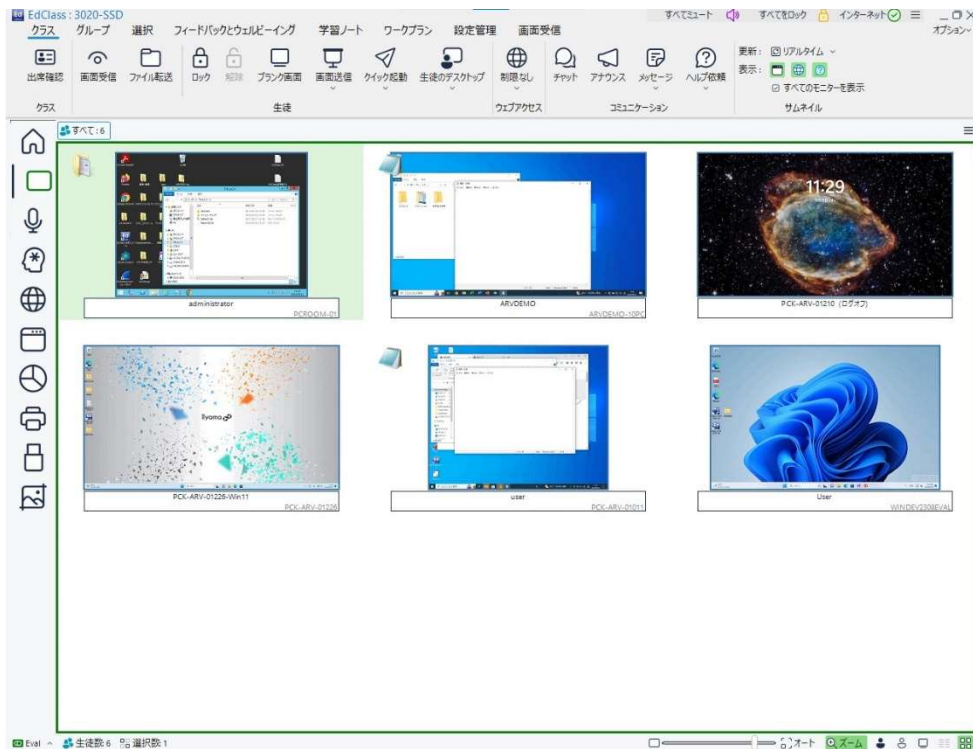 EdClass : 3020-SSD
すべてミュート すべてをロック インターネット
クラス グループ 選択 フィードバックとウェルビーイング 学習ノート ワークプラン 設定管理 画面受信 オプション
出席確認 画面受信 ファイル転送 ロック 解除 ブランク画面 画面送信 クイック起動 生徒のデスクトップ 制限なし チャット アナウンス メッセージ ヘルプ依頼
更新: リアルタイム
表示:
すべてのモニターを表示
クラス 生徒 ウェブアクセス コミュニケーション サムネイル
すべて : 6
11:29
administrator
PCROOM-01
ARVDEMO
ARVDEMO-10PC
PCK-ARV-01210 (ログオフ)
iiyama
PCK-ARV-01226-Win11
PCK-ARV-01226
user
PCK-ARV-01011
User
WINDEV2308EVAL
Eval 生徒数: 6 選択数: 1
オート ズーム